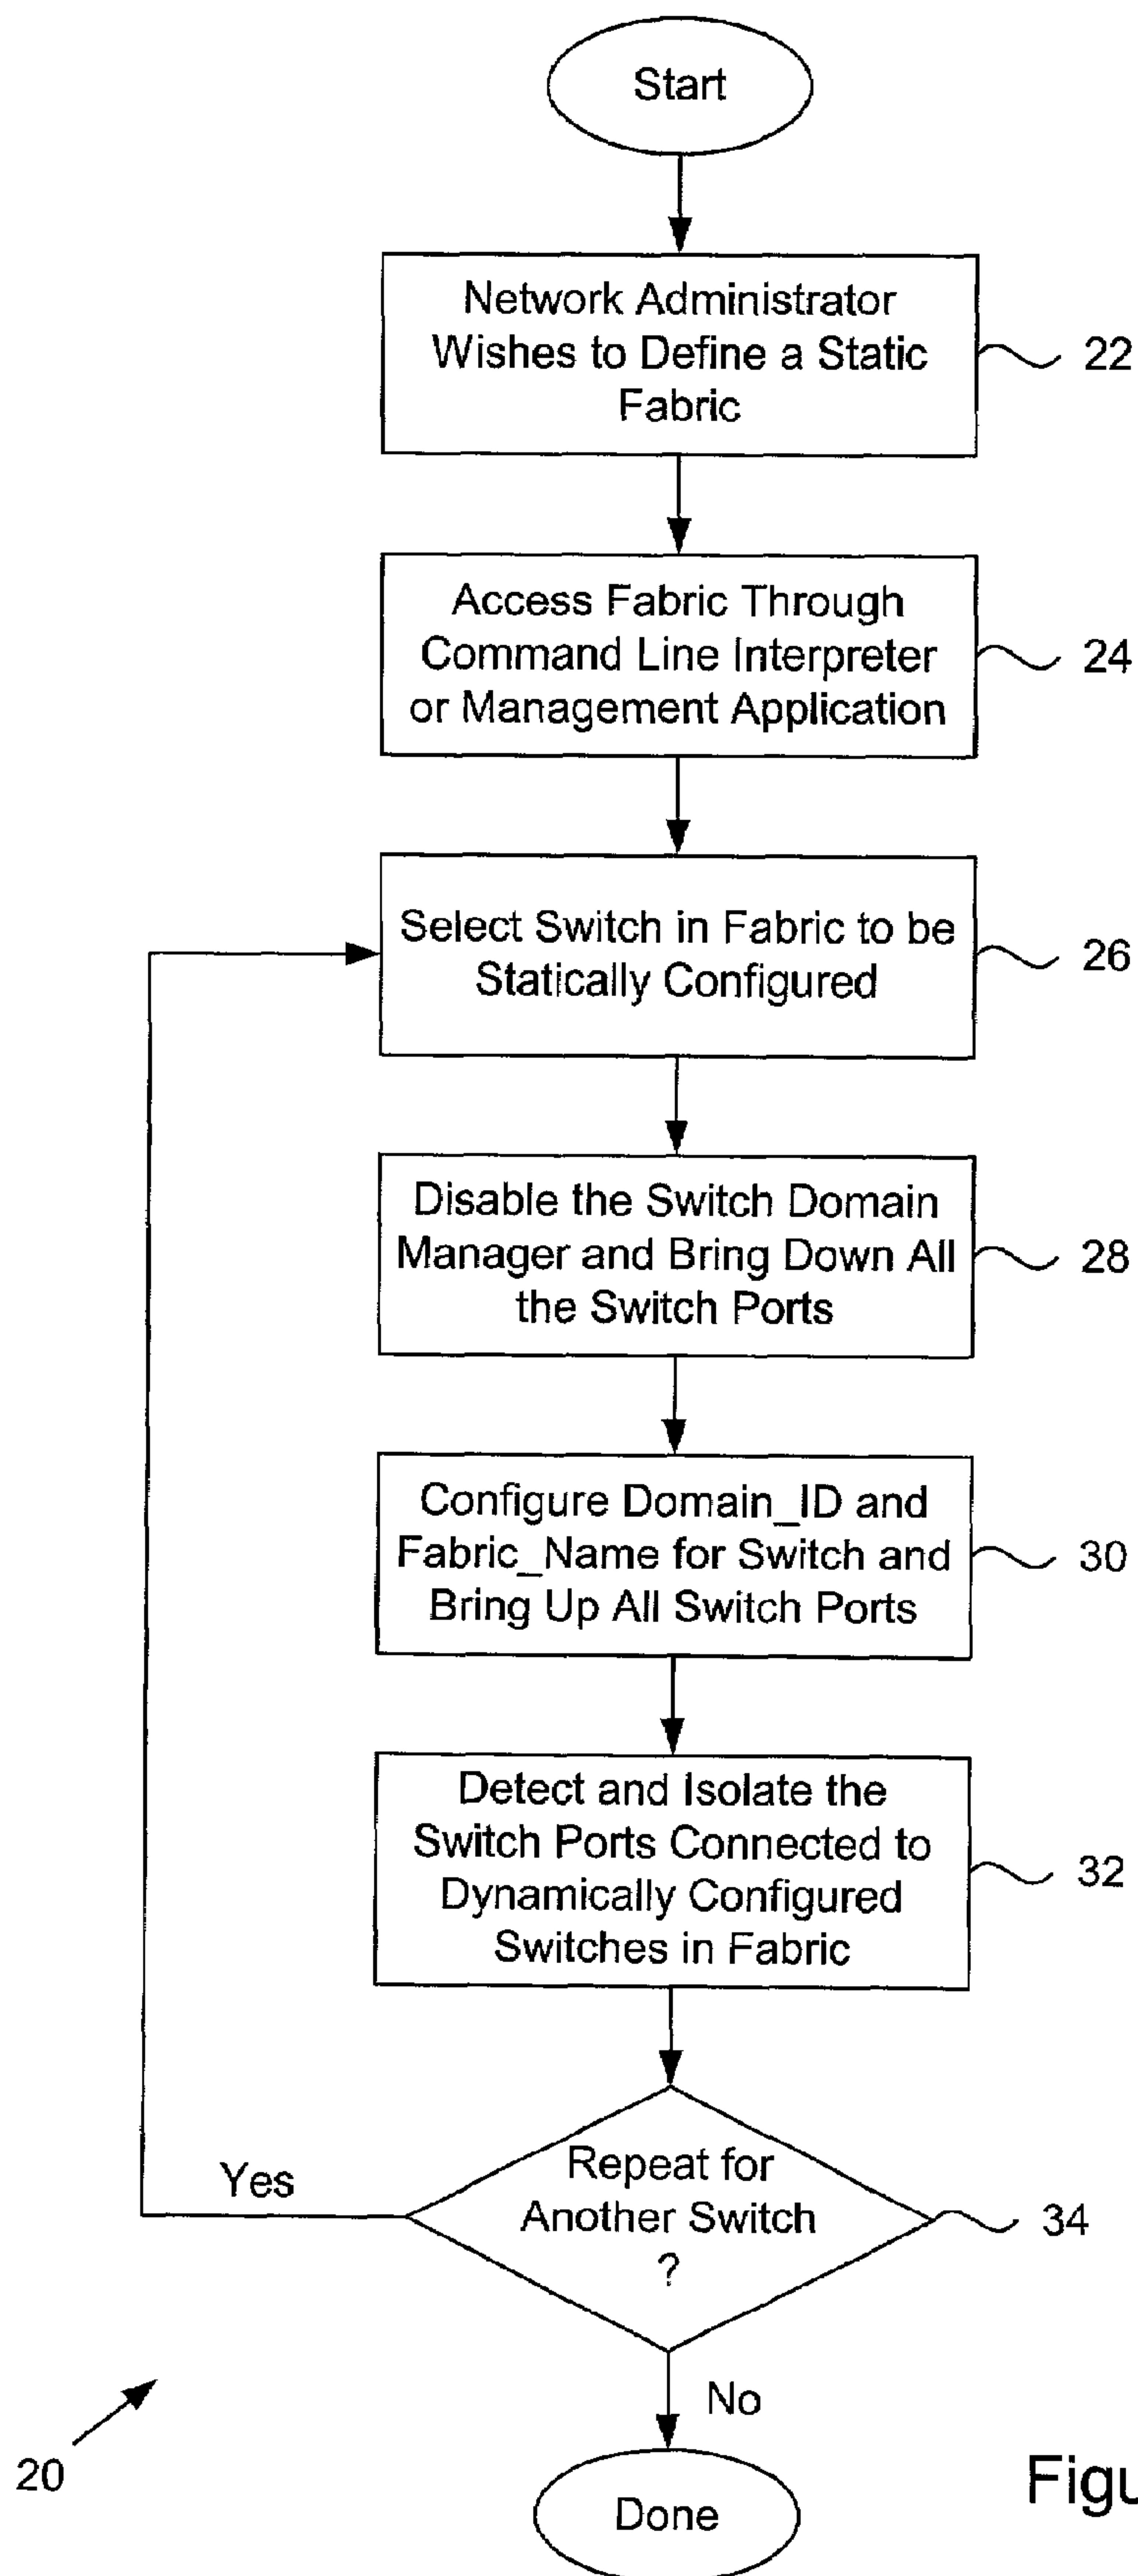 Start
Network Administrator
Wishes to Define a Static
Fabric
22
Access Fabric Through
Command Line Interpreter
or Management Application
24
Select Switch in Fabric to be
Statically Configured
26
Disable the Switch Domain
Manager and Bring Down All
the Switch Ports
28
Configure Domain_ID and
Fabric_Name for Switch and
Bring Up All Switch Ports
30
Detect and Isolate the
Switch Ports Connected to
Dynamically Configured
Switches in Fabric
32
Repeat for
Another Switch
?
34
Yes
No
20
Done
Figu